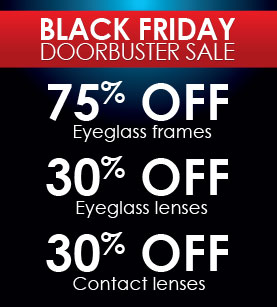 BLACK FRIDAY
DOORBUSTER SALE
75% OFF
Eyeglass frames
30% OFF
Eyeglass lenses
30% OFF
Contact lenses